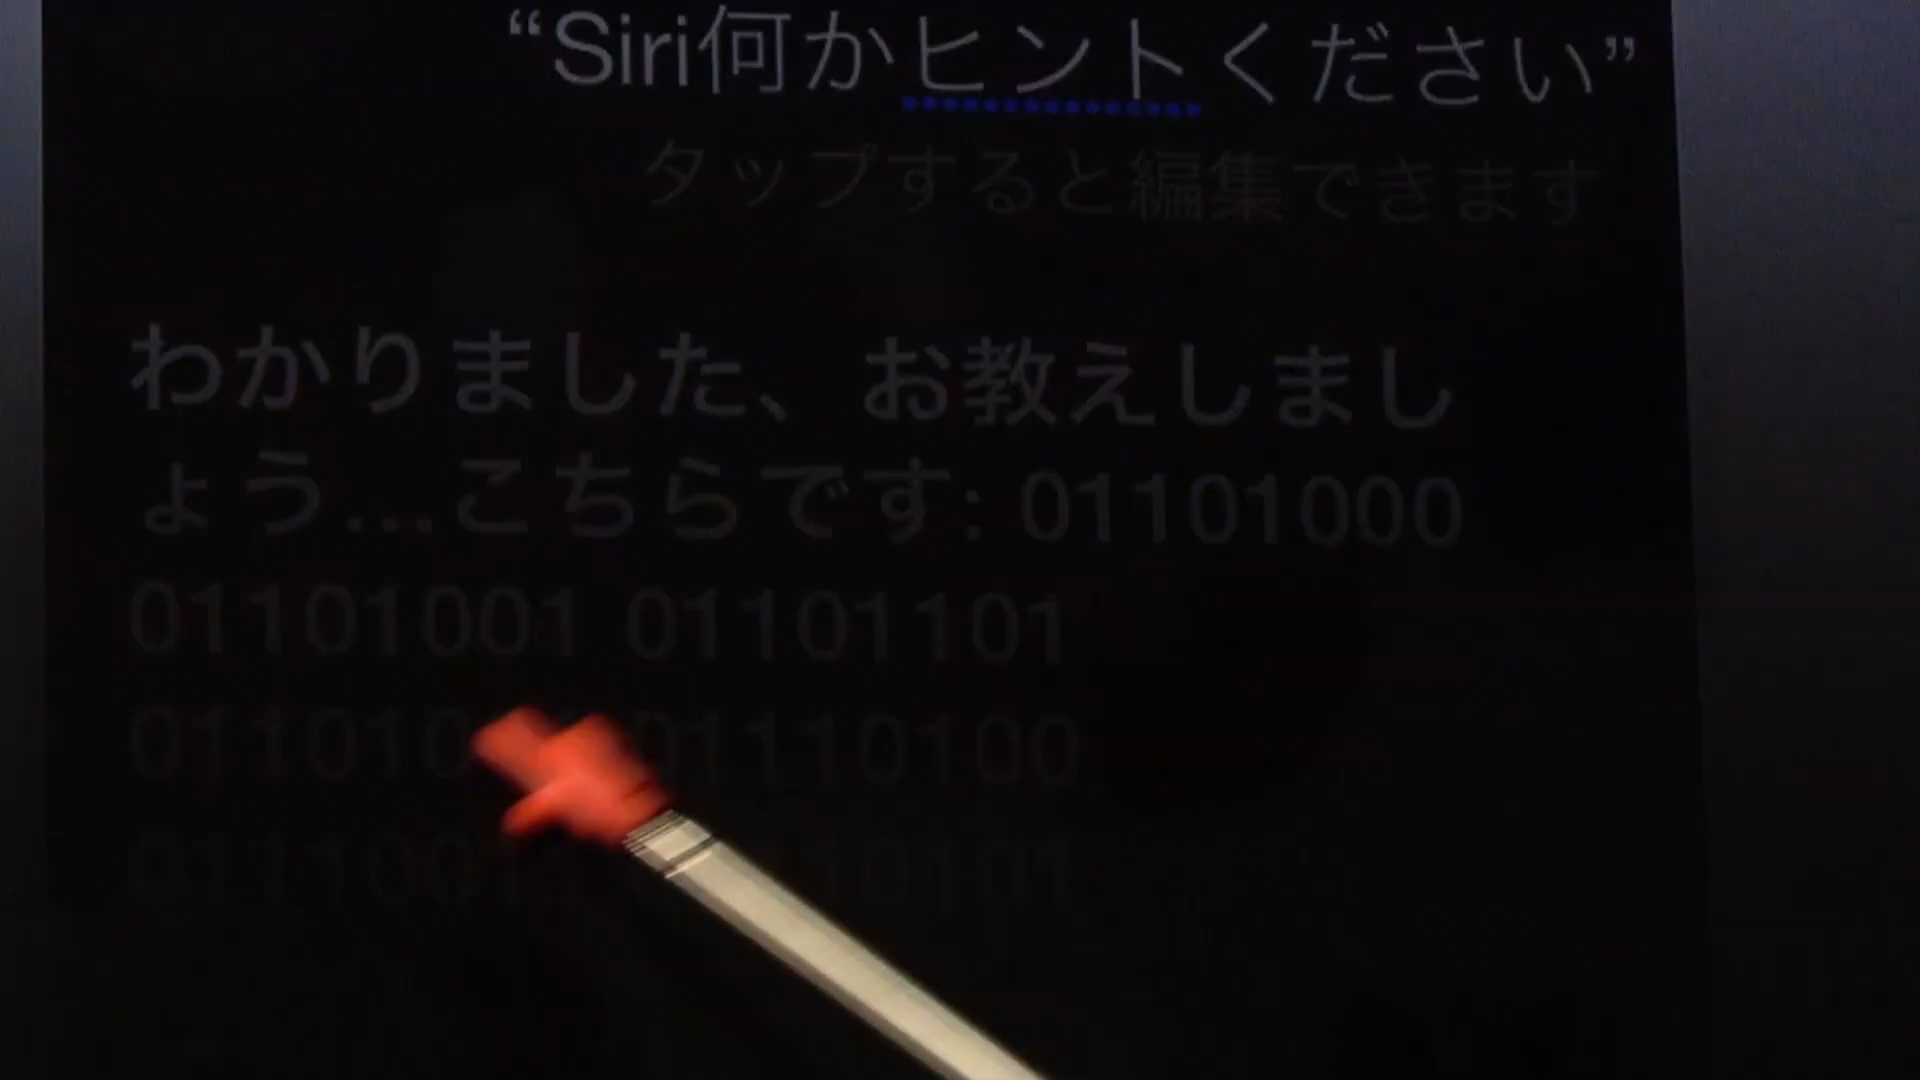 “Siri何かヒントください”
タップすると編集できます
わかりました、お教えしまし
ょう...こちらです: 01101000
01101001 01101101
01110100